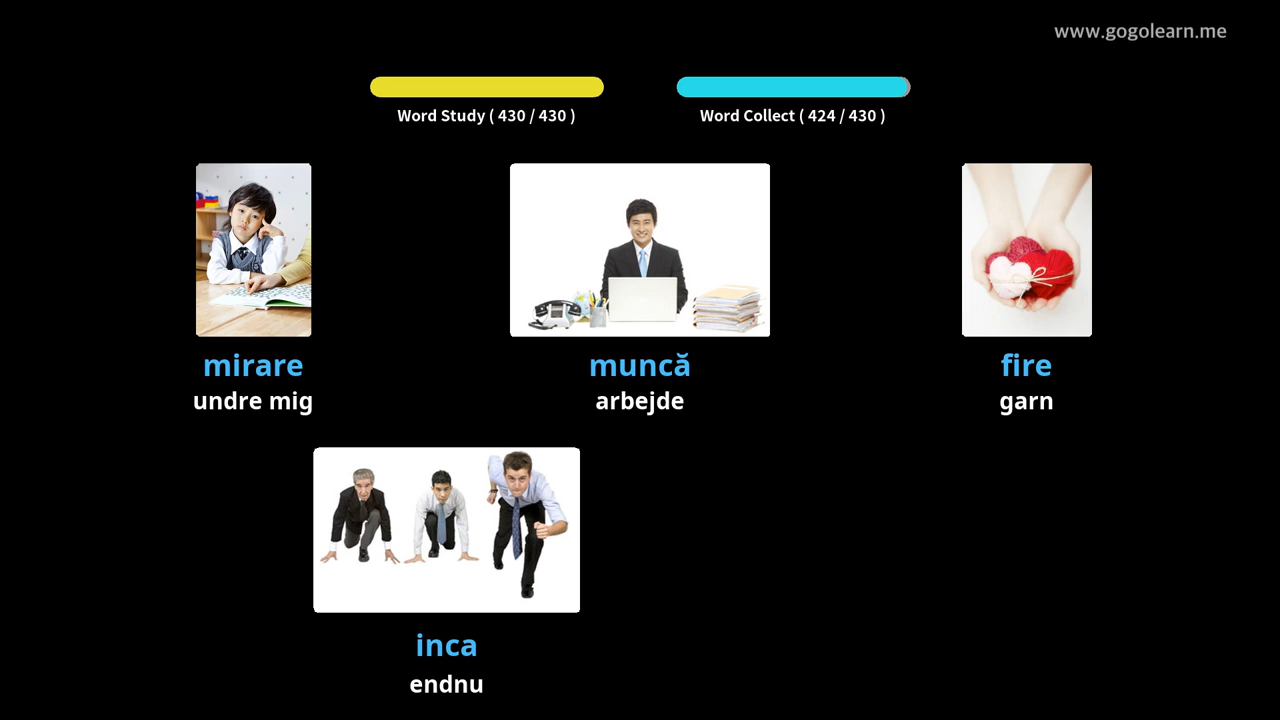 www.gogolearn.me
Word Study ( 430 / 430 )
Word Collect ( 424 / 430 )
mirare
undre mig
muncă
arbejde
fire
garn
inca
endnu